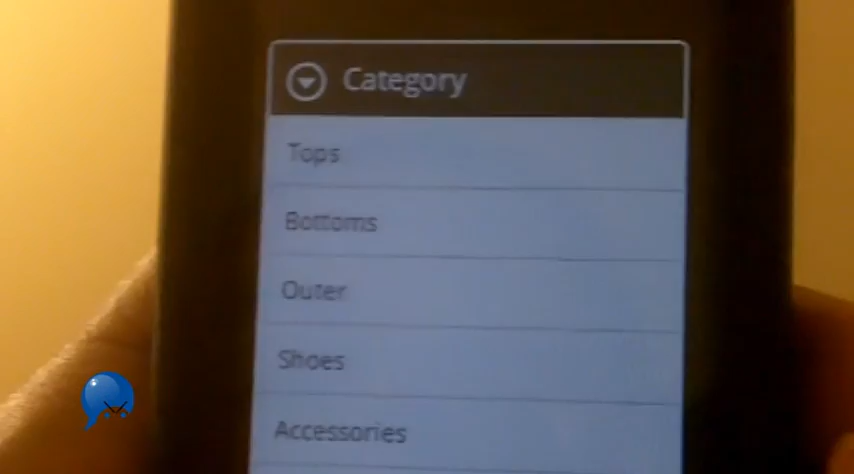 Category
Tops
Bottoms
Outer
Shoes
Accessories